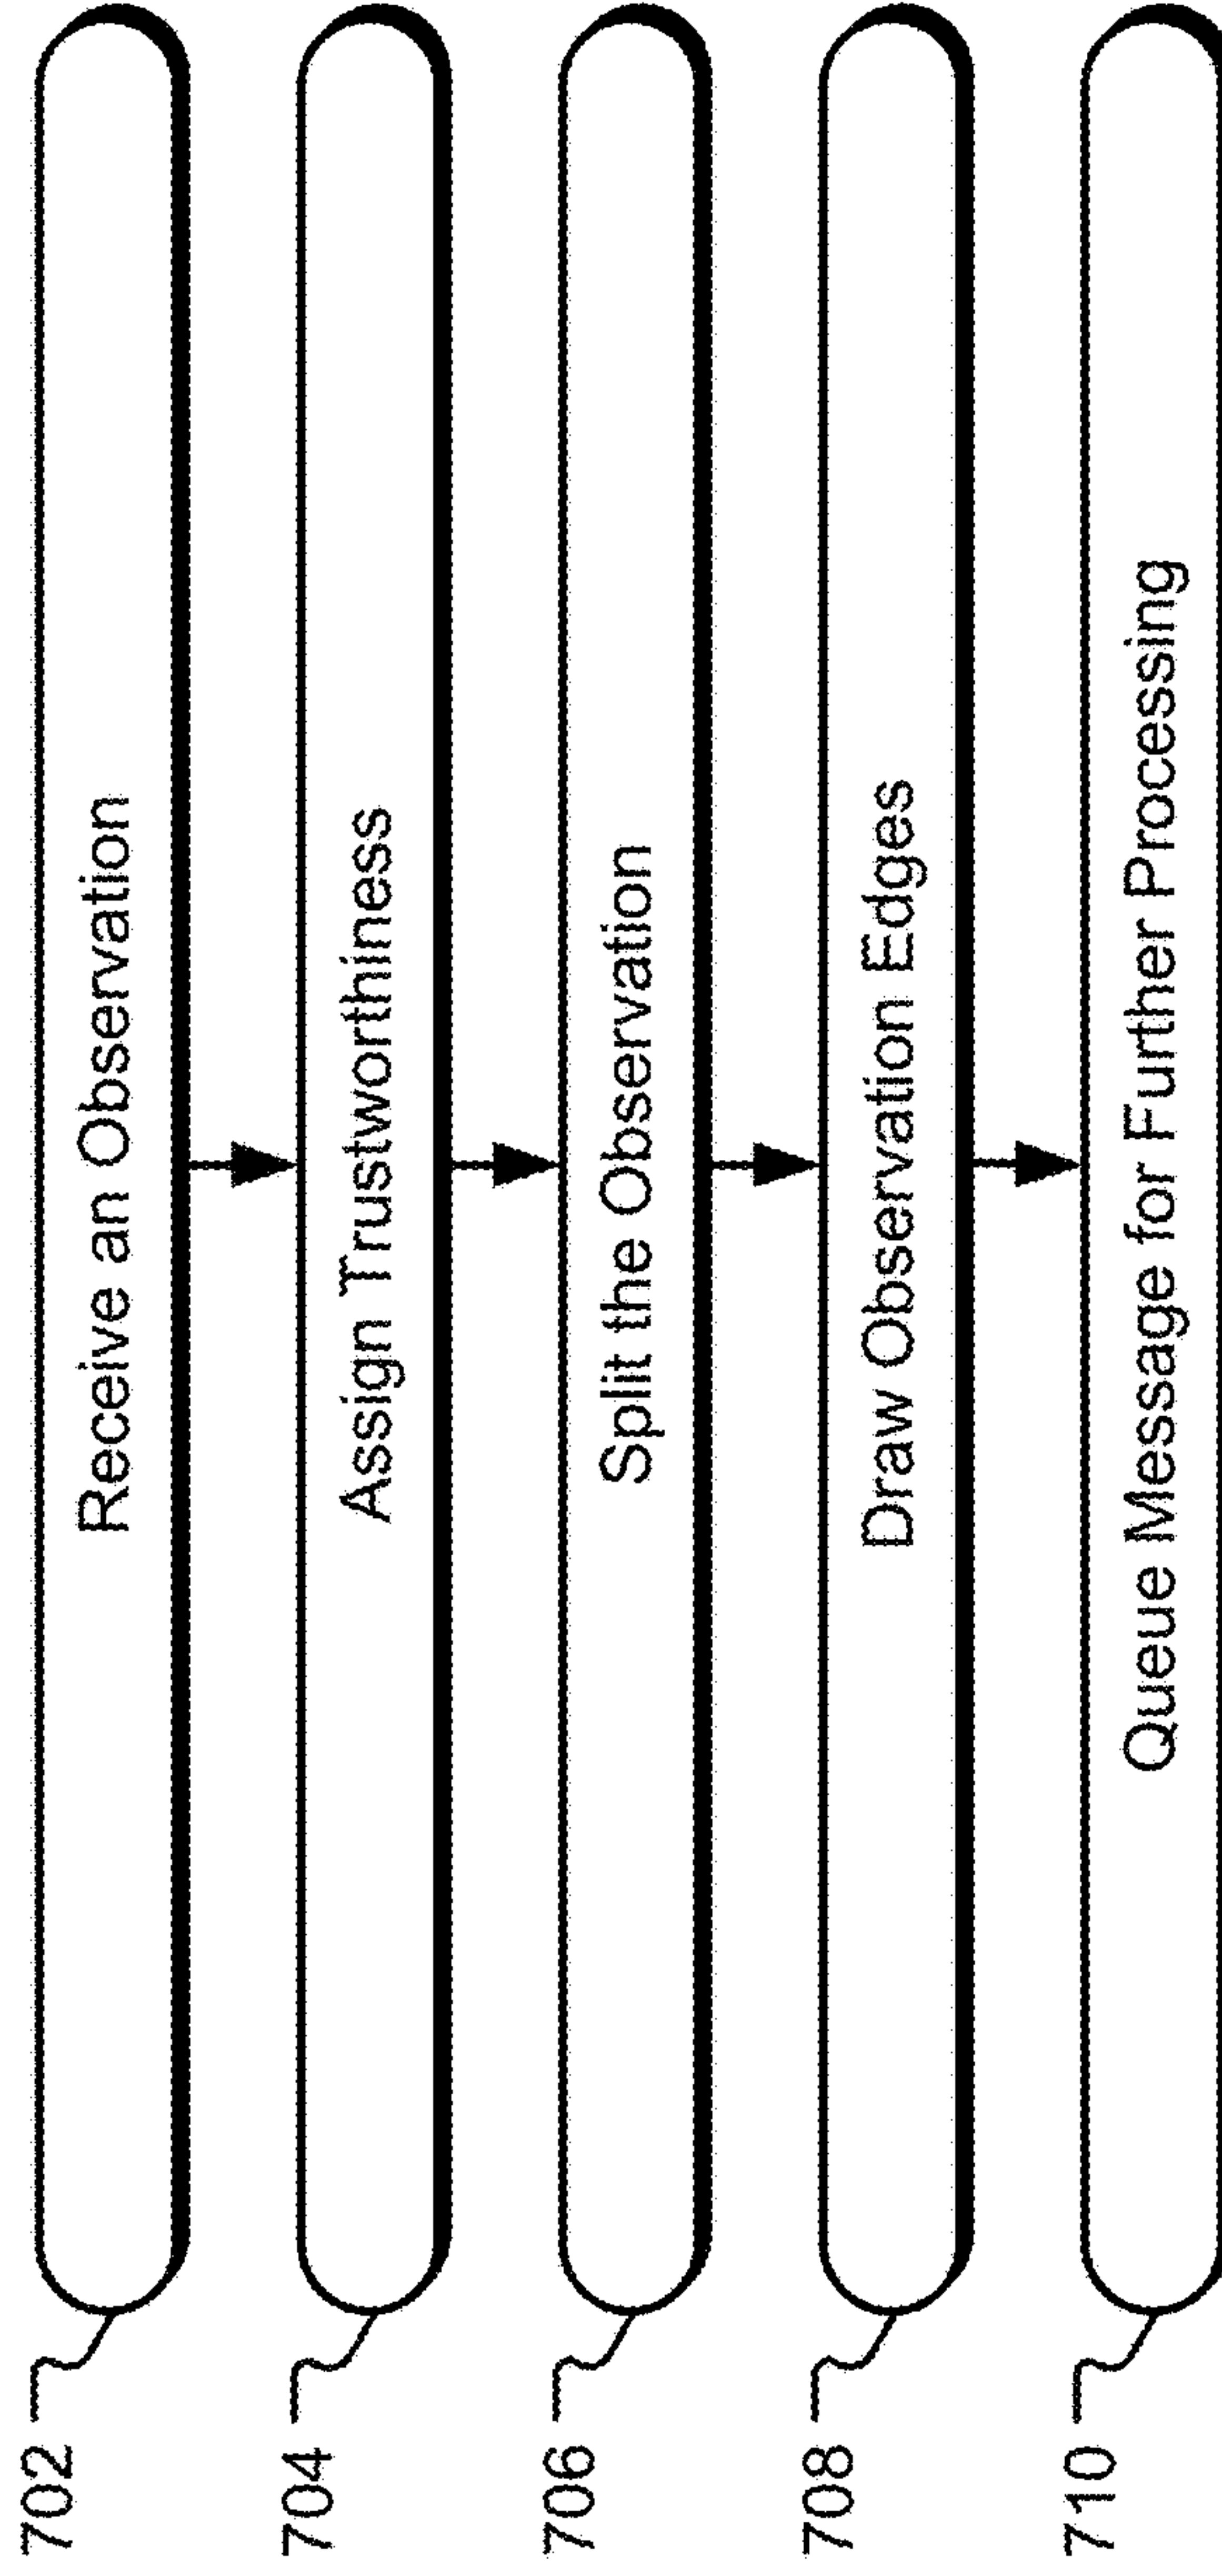 702
Receive an Observation
704
Assign Trustworthiness
706
Split the Observation
708
Draw Observation Edges
710
Queue Message for Further Processing